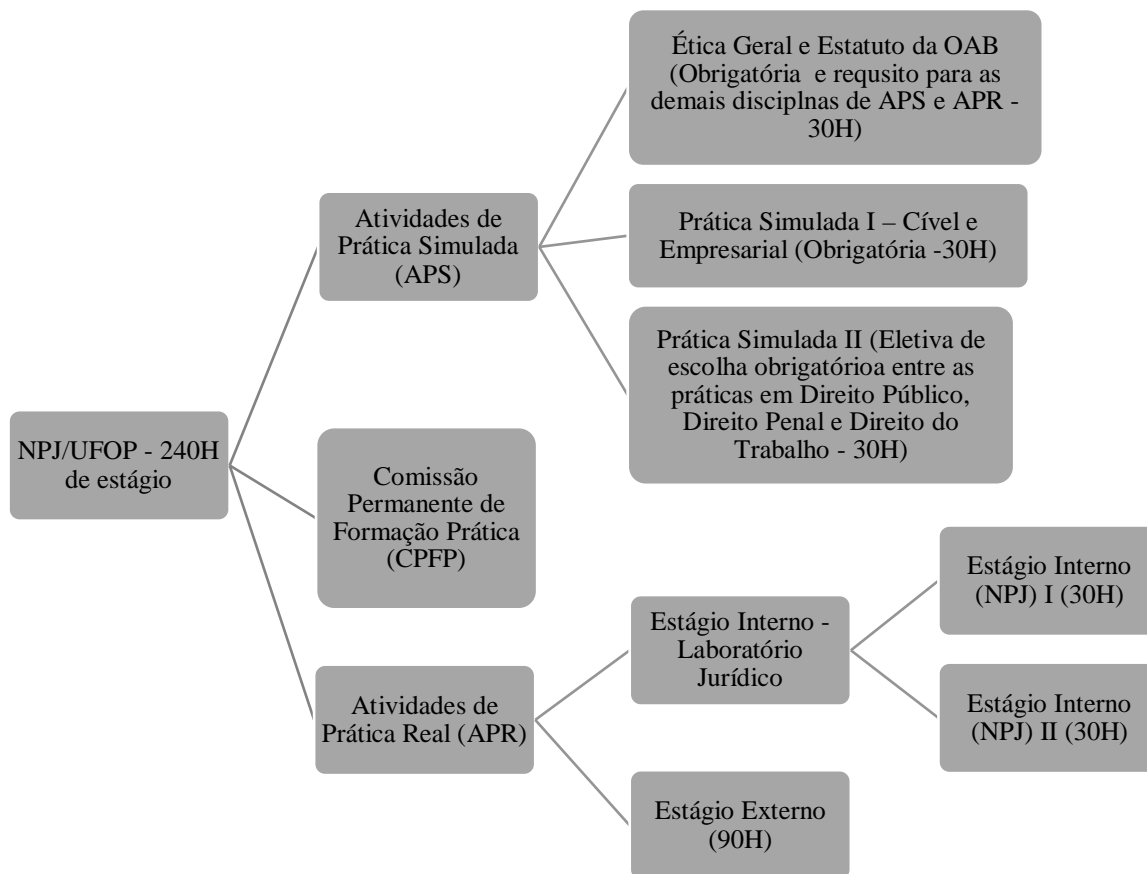 NPJ/UFOP - 240H
de estágio
Atividades de
Prática Simulada
(APS)
Ética Geral e Estatuto da OAB
(Obrigatória e requsito para as
demais disciplnas de APS e APR -
30H)
Prática Simulada I – Cível e
Empresarial (Obrigatória -30H)
Prática Simulada II (Eletiva de
escolha obrigatórioa entre as
práticas em Direito Público,
Direito Penal e Direito do
Trabalho - 30H)
Comissão
Permanente de
Formação Prática
(CPFP)
Atividades de
Prática Real (APR)
Estágio Interno -
Laboratório
Jurídico
Estágio Interno
(NPJ) I (30H)
Estágio Interno
(NPJ) II (30H)
Estágio Externo
(90H)